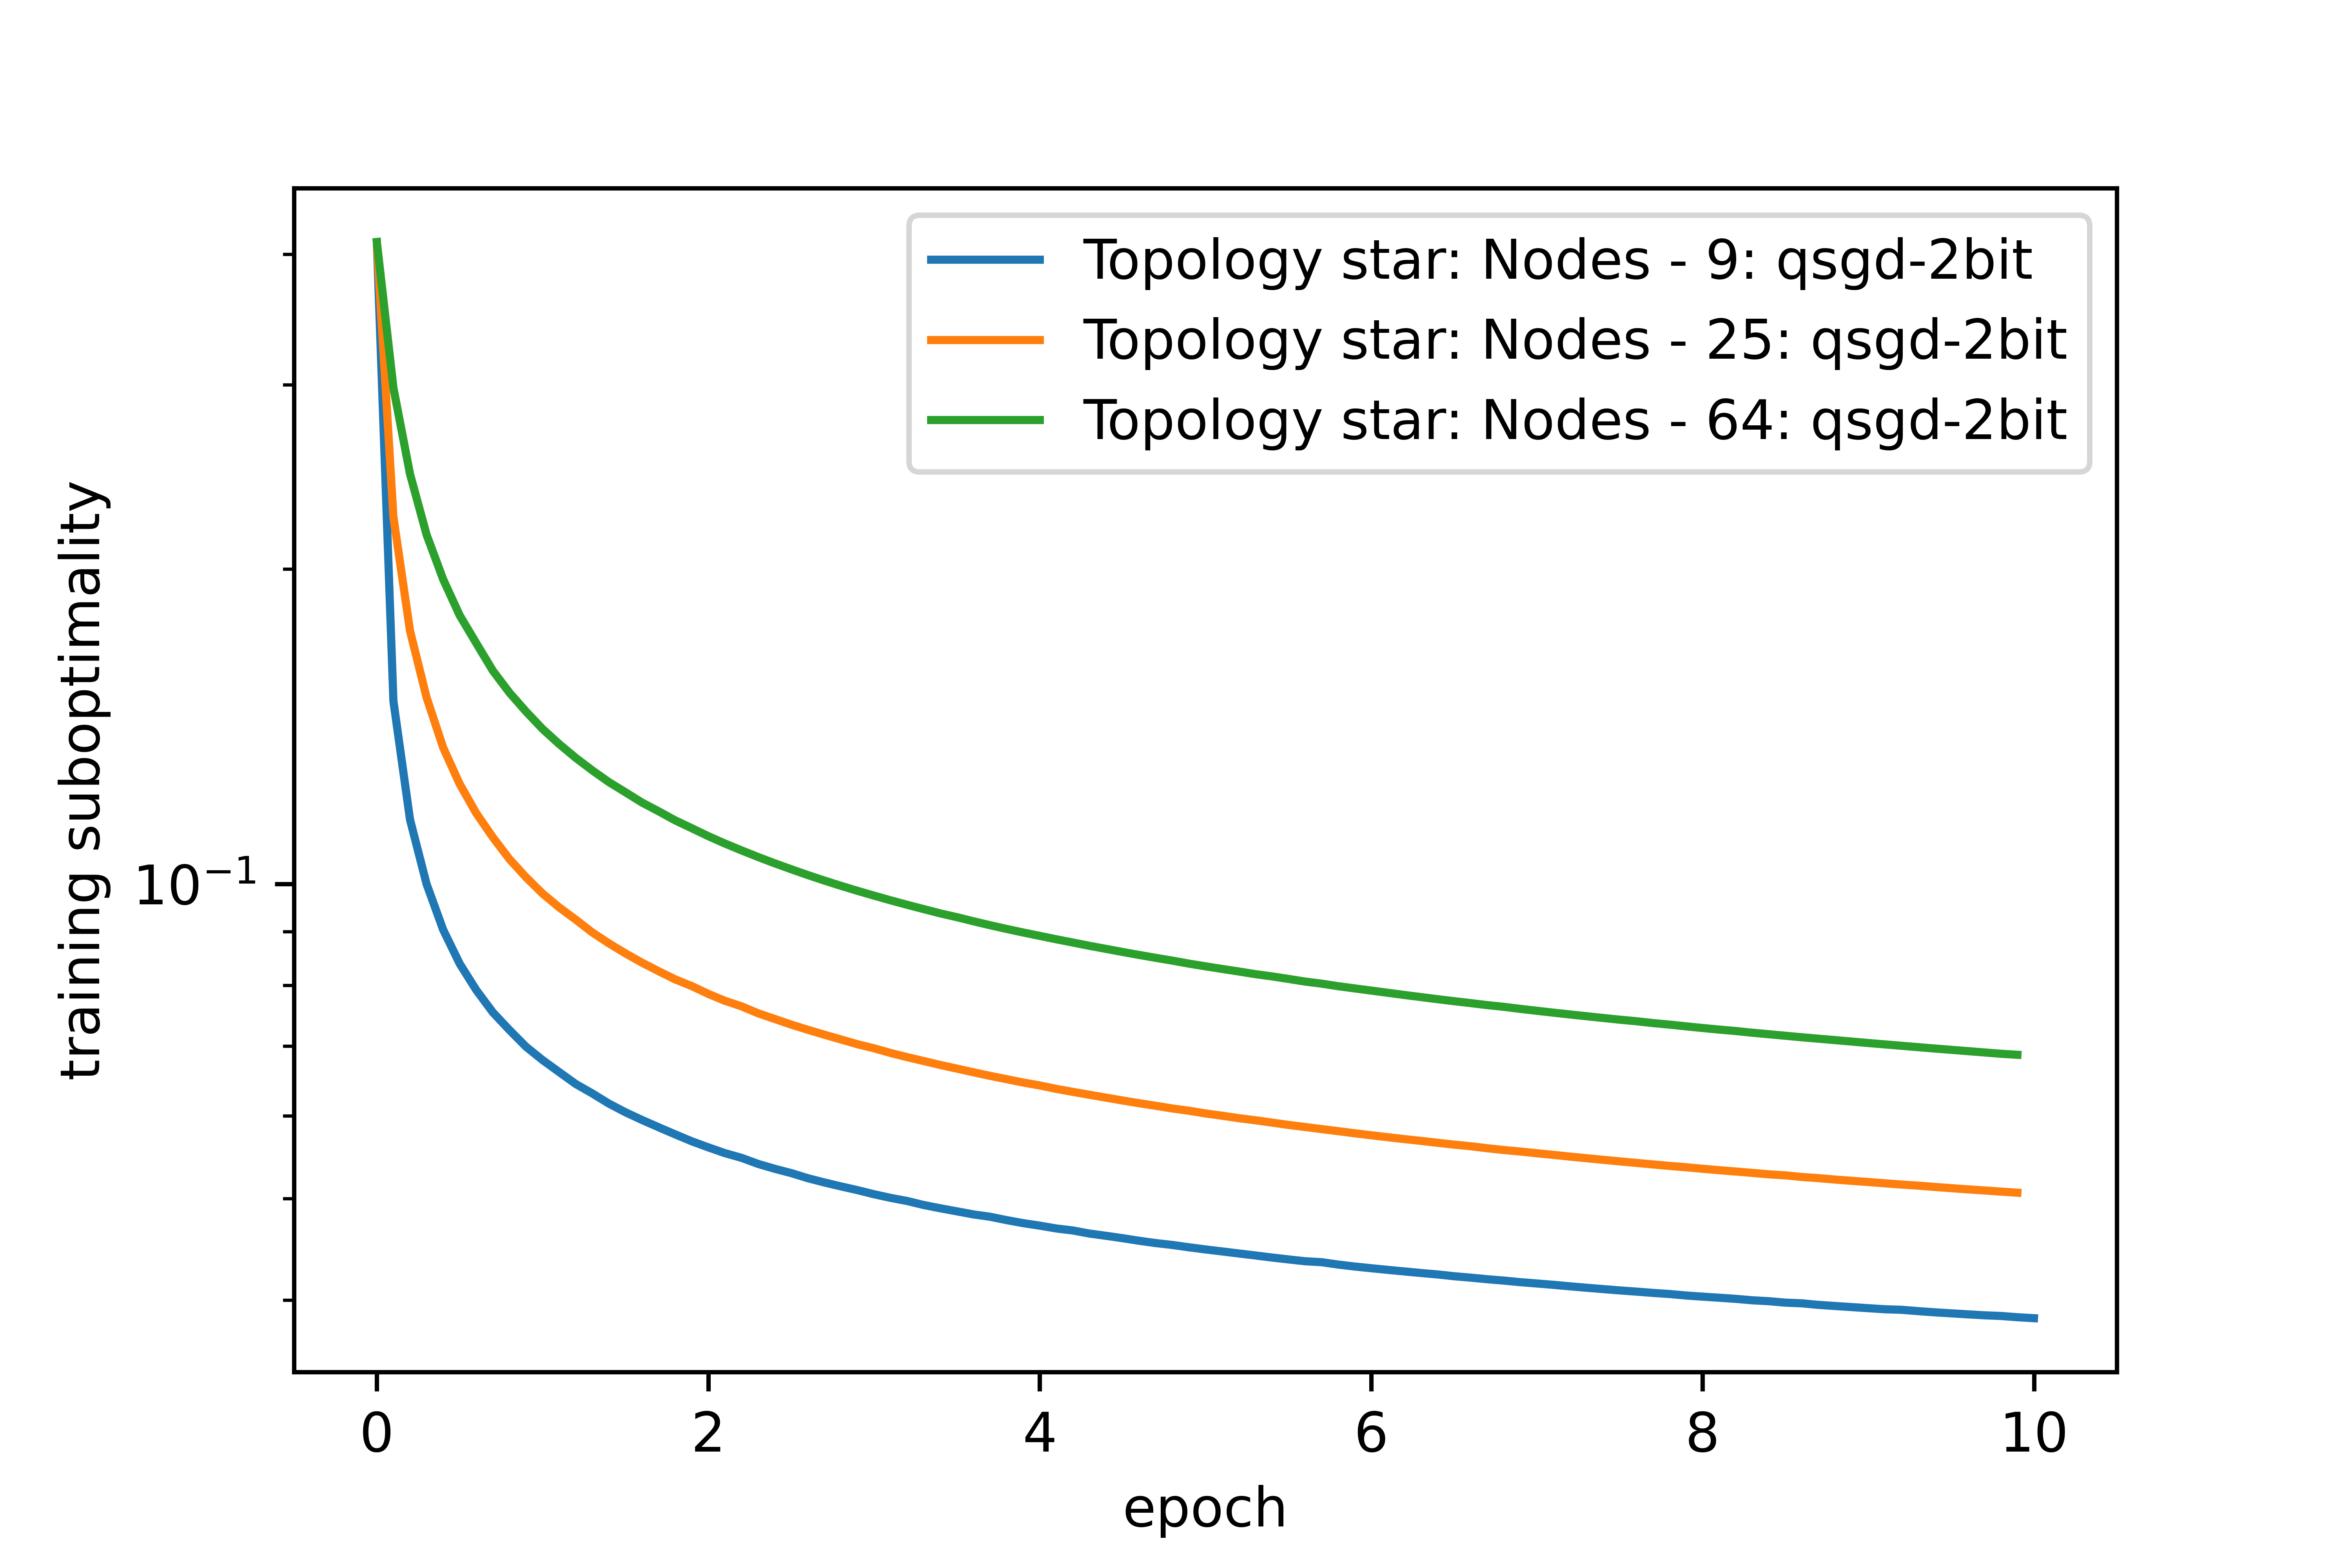 Topology star: Nodes - 9: qsgd-2bit
Topology star: Nodes - 25: qsgd-2bit
Topology star: Nodes - 64: qsgd-2bit
training suboptimality
10⁻¹
0 2 4 6 8 10
epoch